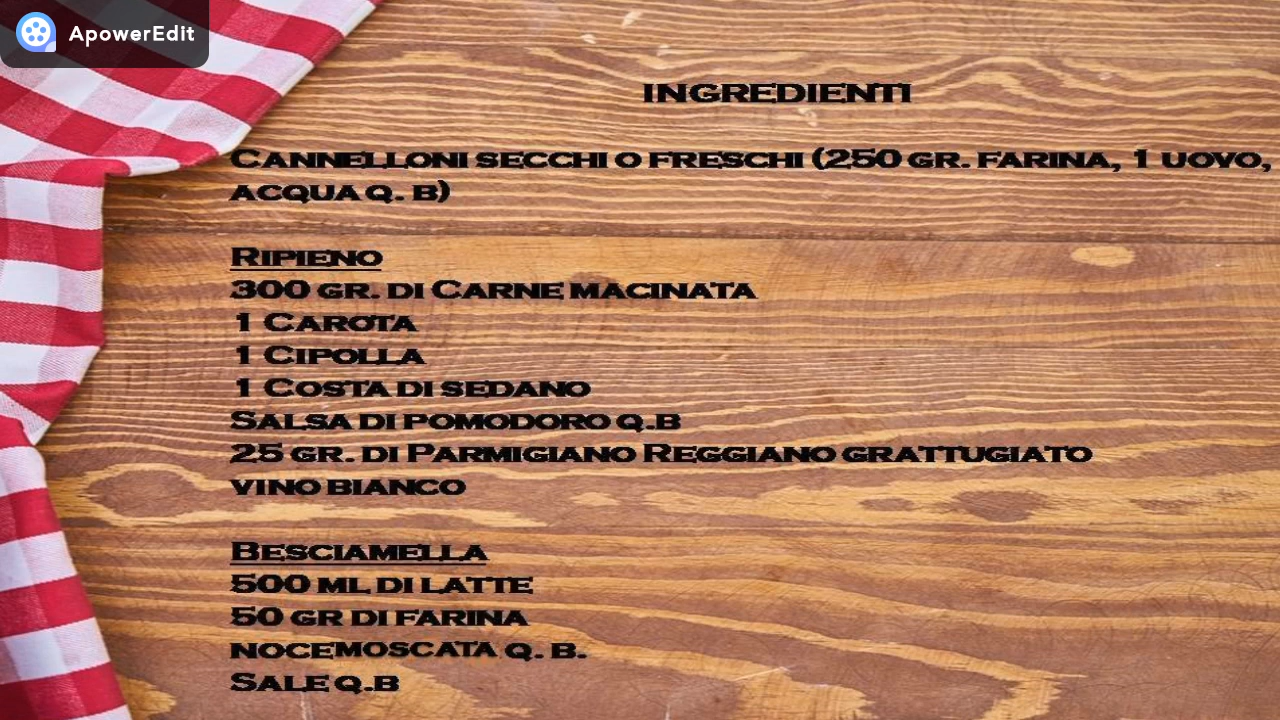 ApowerEdit
INGREDIENTI
Cannelloni secchi o freschi (250 gr. farina, 1 uovo,
acqua q. b)
Ripieno
300 gr. di Carne macinata
1 Carota
1 Cipolla
1 Costa di sedano
Salsa di pomodoro q.b
25 gr. di Parmigiano Reggiano grattugiato
vino bianco
Besciamella
500 ml di latte
50 gr di farina
nocemoscata q. b.
Sale q.b